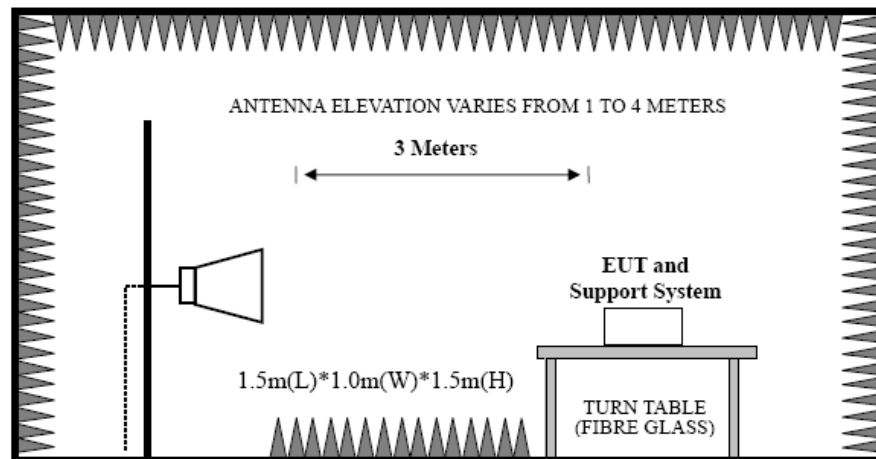 ANTENNA ELEVATION VARIES FROM 1 TO 4 METERS
3 Meters
EUT and
Support System
1.5m(L)*1.0m(W)*1.5m(H)
TURN TABLE
(FIBRE GLASS)